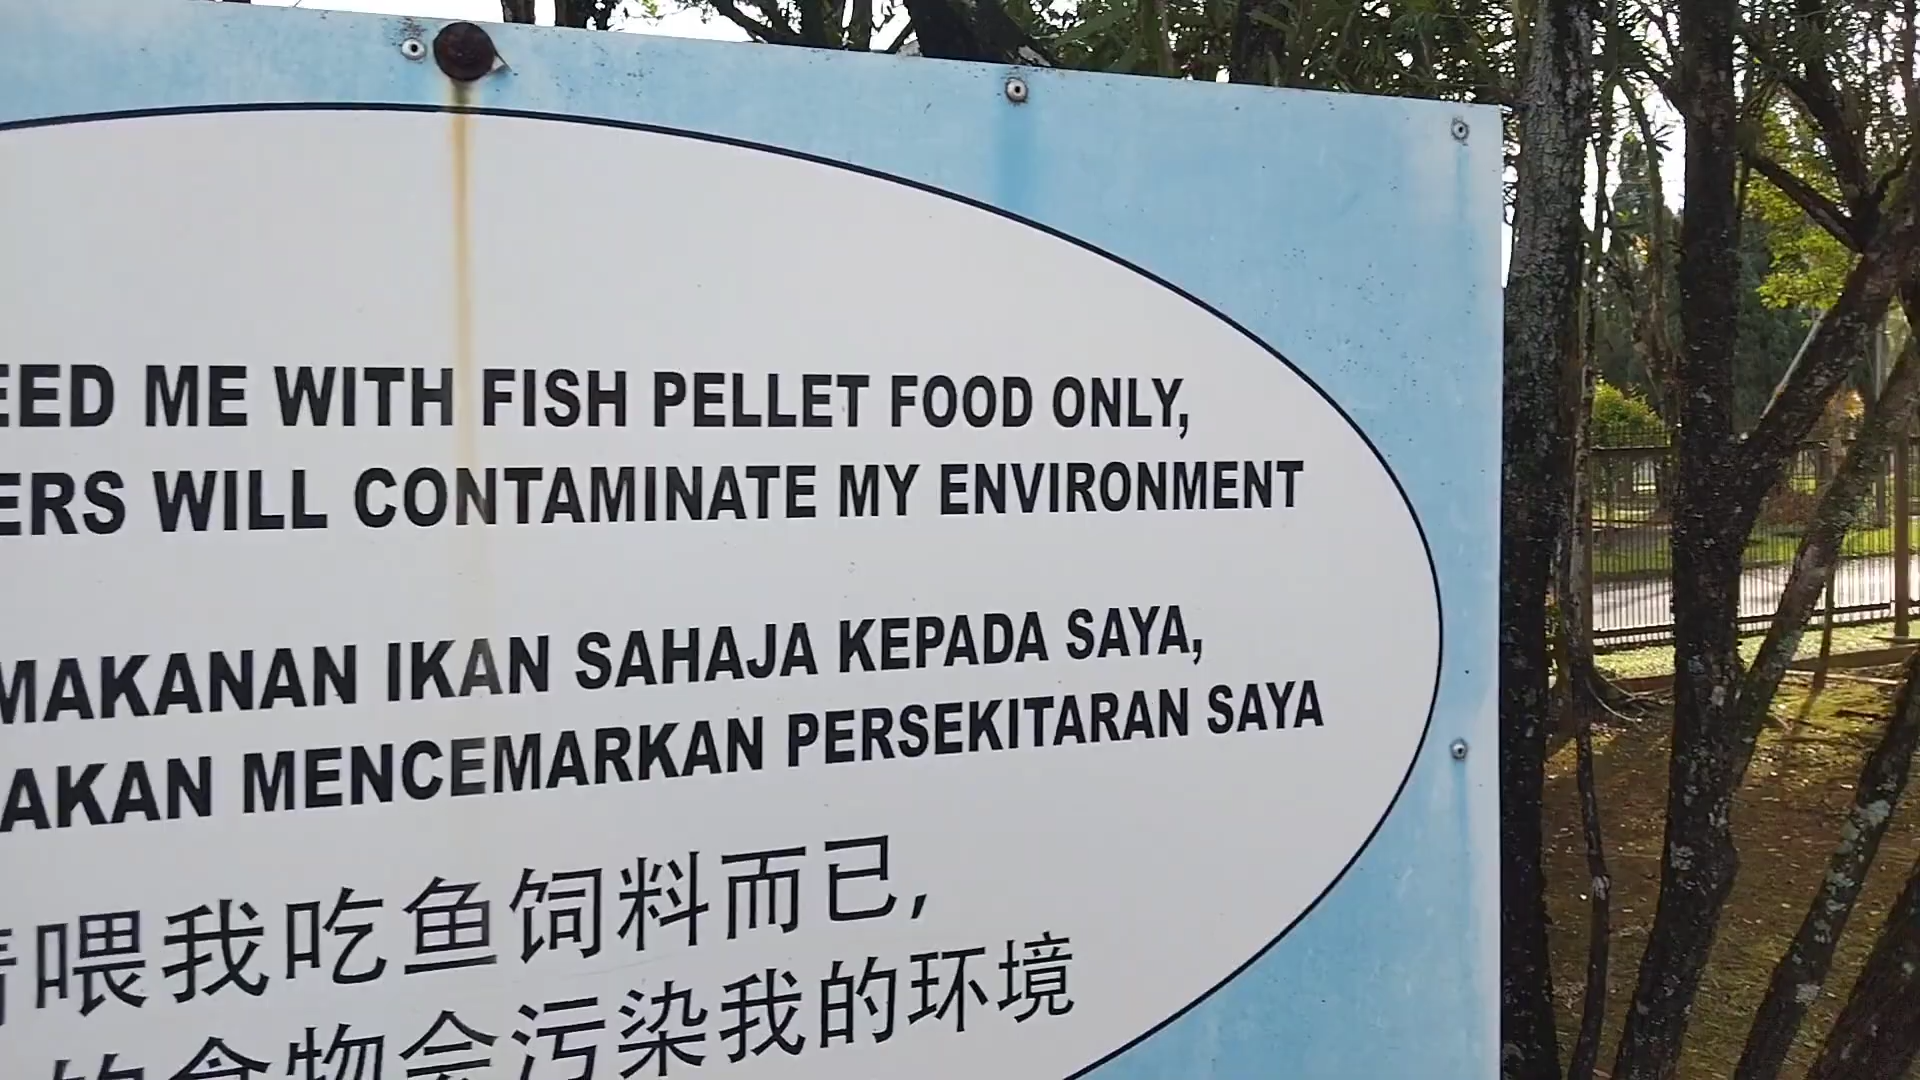 EED ME WITH FISH PELLET FOOD ONLY,
ERS WILL CONTAMINATE MY ENVIRONMENT
MAKANAN IKAN SAHAJA KEPADA SAYA,
AKAN MENCEMARKAN PERSEKITARAN SAYA
喂我吃鱼饲料而已,
的食物会污染我的环境